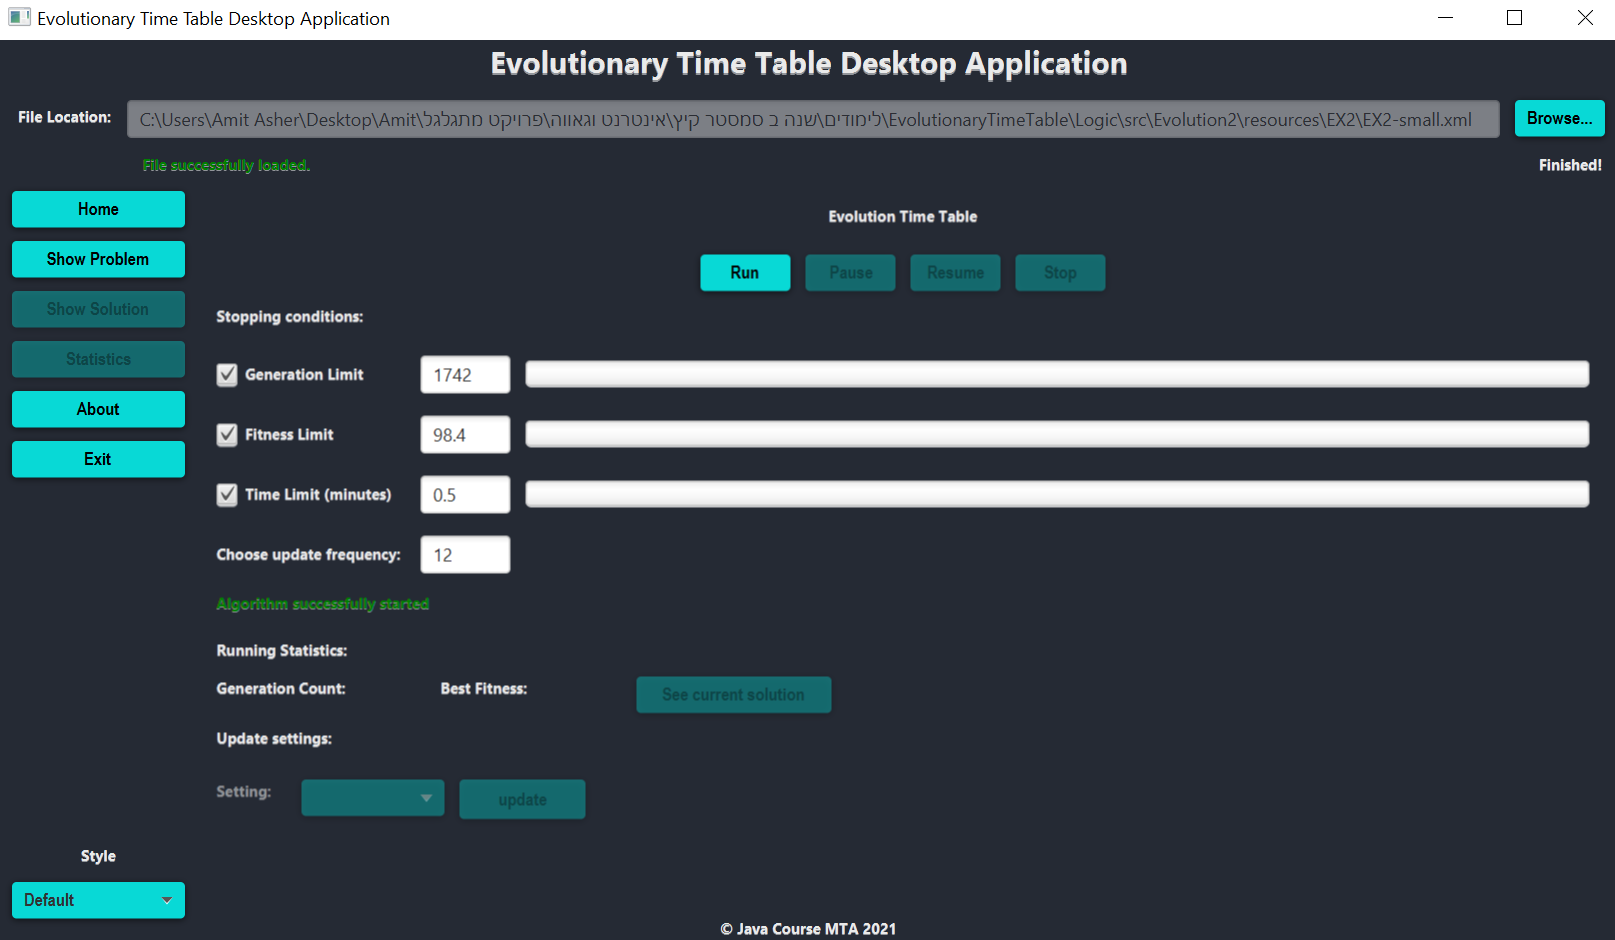 Evolutionary Time Table Desktop Application
Evolutionary Time Table Desktop Application
File Location: C:\Users\Amit Asher\Desktop\Amit\לימודים\שנה ב סמסטר קיץ\אינטרנט וגאווה\פרויקט מתגלגל\EvolutionaryTimeTable\Logic\src\Evolution2\resources\EX2\EX2-small.xml Browse...
File successfully loaded. Finished!
Home
Show Problem
Show Solution
Statistics
About
Exit
Evolution Time Table
Run Pause Resume Stop
Stopping conditions:
Generation Limit 1742
Fitness Limit 98.4
Time Limit (minutes) 0.5
Choose update frequency: 12
Algorithm successfully started
Running Statistics:
Generation Count: Best Fitness: See current solution
Update settings:
Setting: update
Style
Default
© Java Course MTA 2021